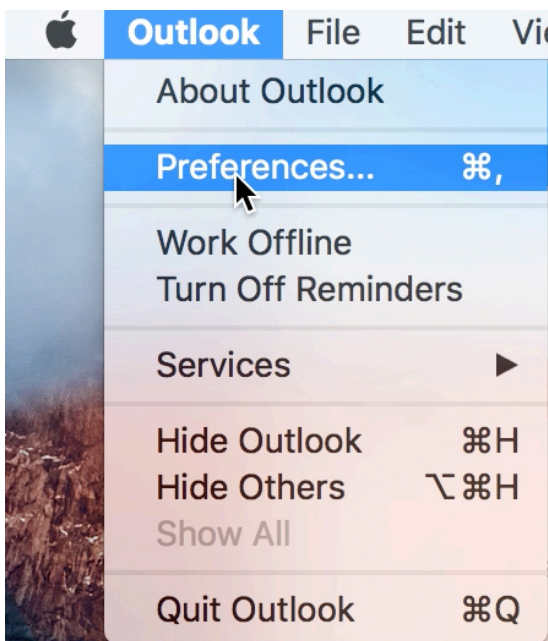 Outlook File Edit Vi
About Outlook
Preferences... ⌘,
Work Offline
Turn Off Reminders
Services ▶
Hide Outlook ⌘H
Hide Others ⌥⌘H
Show All
Quit Outlook ⌘Q